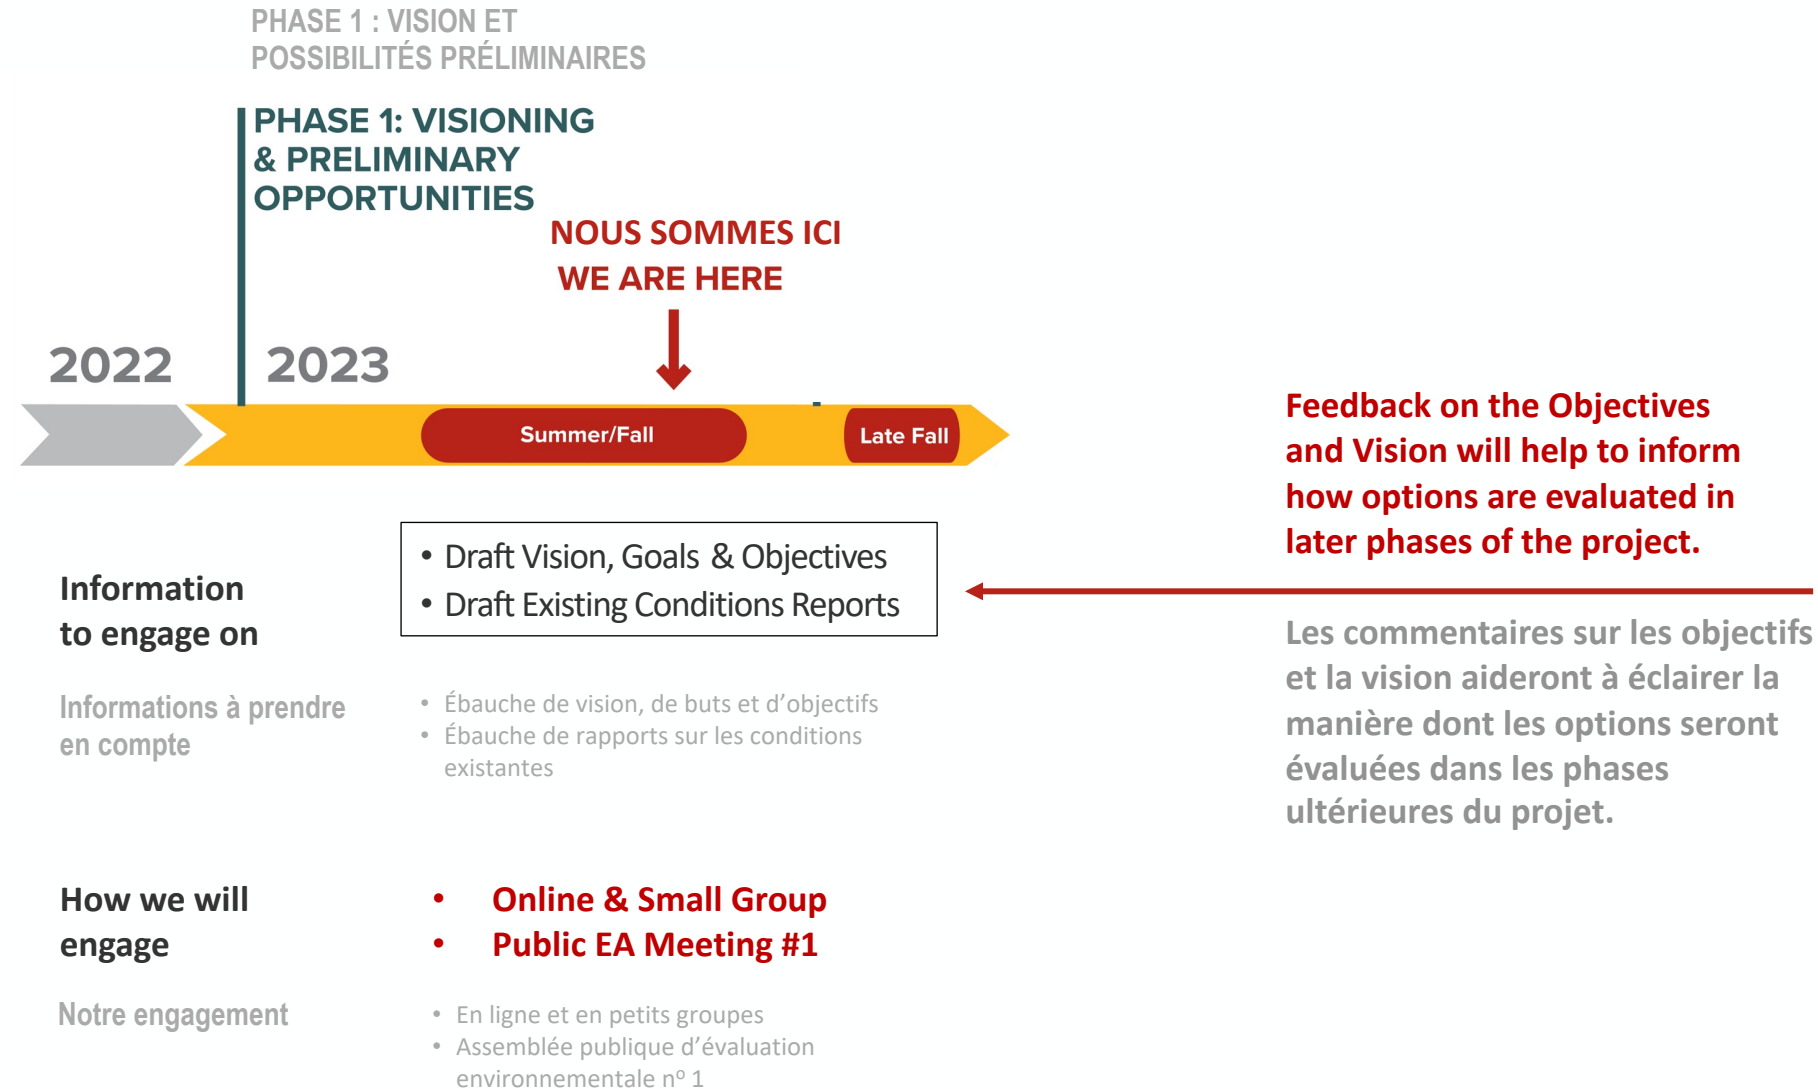 PHASE 1 : VISION ET
POSSIBILITÉS PRÉLIMINAIRES
PHASE 1: VISIONING
& PRELIMINARY
OPPORTUNITIES
NOUS SOMMES ICI
WE ARE HERE
2022
2023
Summer/Fall
Late Fall
Information
to engage on
• Draft Vision, Goals & Objectives
• Draft Existing Conditions Reports
Informations à prendre
en compte
• Ébauche de vision, de buts et d’objectifs
• Ébauche de rapports sur les conditions
existantes
How we will
engage
• Online & Small Group
• Public EA Meeting #1
Notre engagement
• En ligne et en petits groupes
• Assemblée publique d’évaluation
environnementale nº 1
Feedback on the Objectives
and Vision will help to inform
how options are evaluated in
later phases of the project.
Les commentaires sur les objectifs
et la vision aideront à éclairer la
manière dont les options seront
évaluées dans les phases
ultérieures du projet.